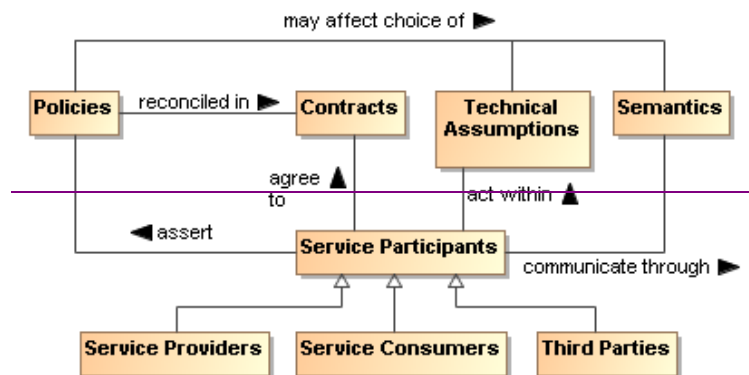 may affect choice of
Policies
reconciled in
Contracts
Technical
Assumptions
Semantics
agree
to
act within
assert
Service Participants
communicate through
Service Providers
Service Consumers
Third Parties